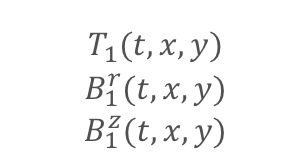 T₁(t, x, y)
B₁ʳ(t, x, y)
B₁ᶻ(t, x, y)